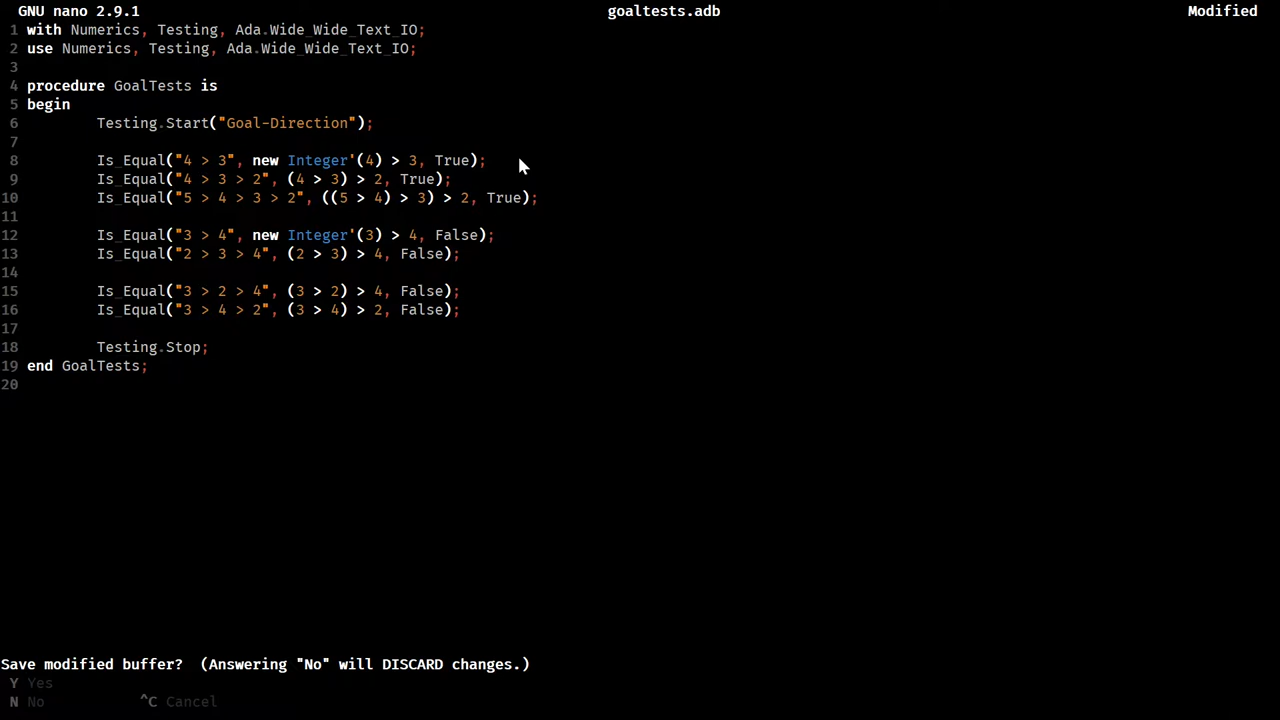 GNU nano 2.9.1 goaltests.adb Modified
1 with Numerics, Testing, Ada.Wide_Wide_Text_IO;
2 use Numerics, Testing, Ada.Wide_Wide_Text_IO;
3
4 procedure GoalTests is
5 begin
6 Testing.Start("Goal-Direction");
7
8 Is_Equal("4 > 3", new Integer'(4) > 3, True);
9 Is_Equal("4 > 3 > 2", (4 > 3) > 2, True);
10 Is_Equal("5 > 4 > 3 > 2", ((5 > 4) > 3) > 2, True);
11
12 Is_Equal("3 > 4", new Integer'(3) > 4, False);
13 Is_Equal("2 > 3 > 4", (2 > 3) > 4, False);
14
15 Is_Equal("3 > 2 > 4", (3 > 2) > 4, False);
16 Is_Equal("3 > 4 > 2", (3 > 4) > 2, False);
17
18 Testing.Stop;
19 end GoalTests;
20
Save modified buffer? (Answering "No" will DISCARD changes.)
Y Yes
N No ^C Cancel